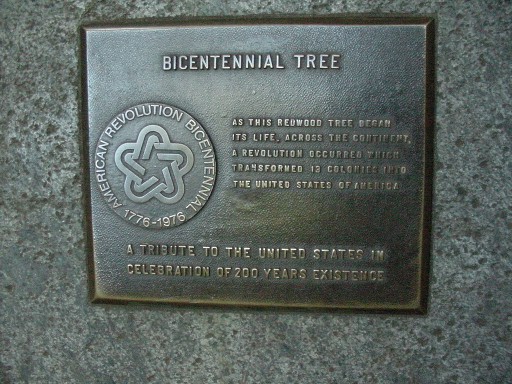 BICENTENNIAL TREE
AMERICAN REVOLUTION BICENTENNIAL
1776-1976
AS THIS REDWOOD TREE BEGAN
ITS LIFE, ACROSS THE CONTINENT,
A REVOLUTION OCCURRED WHICH
TRANSFORMED 13 COLONIES INTO
THE UNITED STATES OF AMERICA
A TRIBUTE TO THE UNITED STATES IN
CELEBRATION OF 200 YEARS EXISTENCE